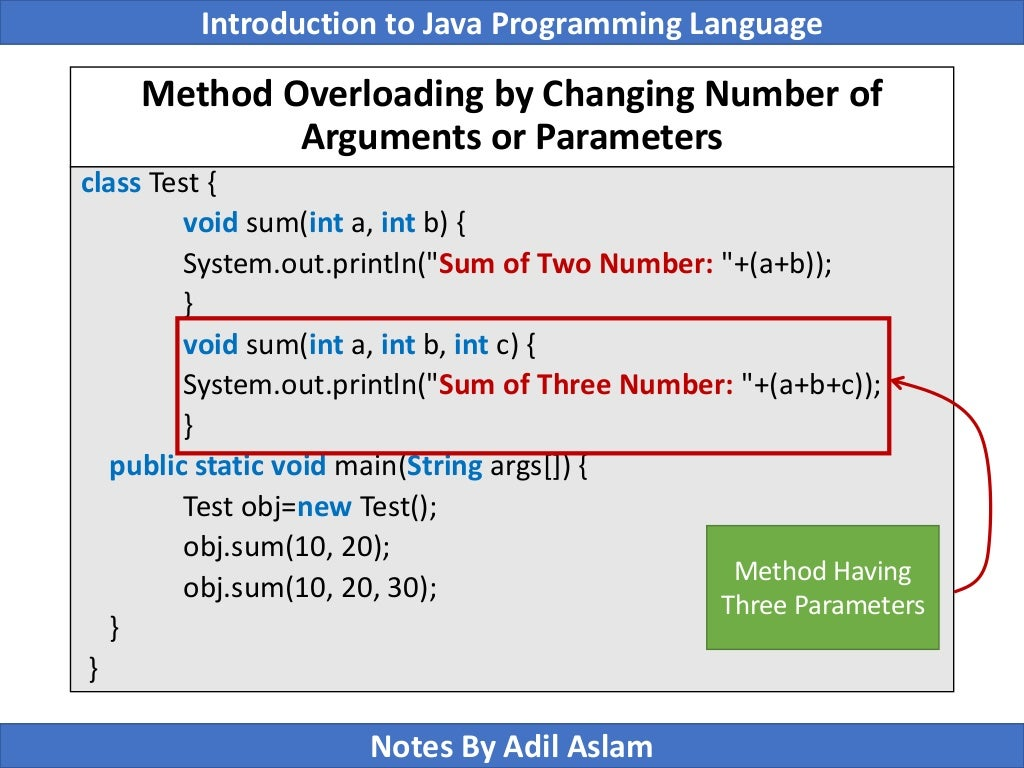 Introduction to Java Programming Language
Method Overloading by Changing Number of
Arguments or Parameters
class Test {
void sum(int a, int b) {
System.out.println("Sum of Two Number: "+(a+b));
}
void sum(int a, int b, int c) {
System.out.println("Sum of Three Number: "+(a+b+c));
}
public static void main(String args[]) {
Test obj=new Test();
obj.sum(10, 20);
obj.sum(10, 20, 30);
}
}
Method Having
Three Parameters
Notes By Adil Aslam